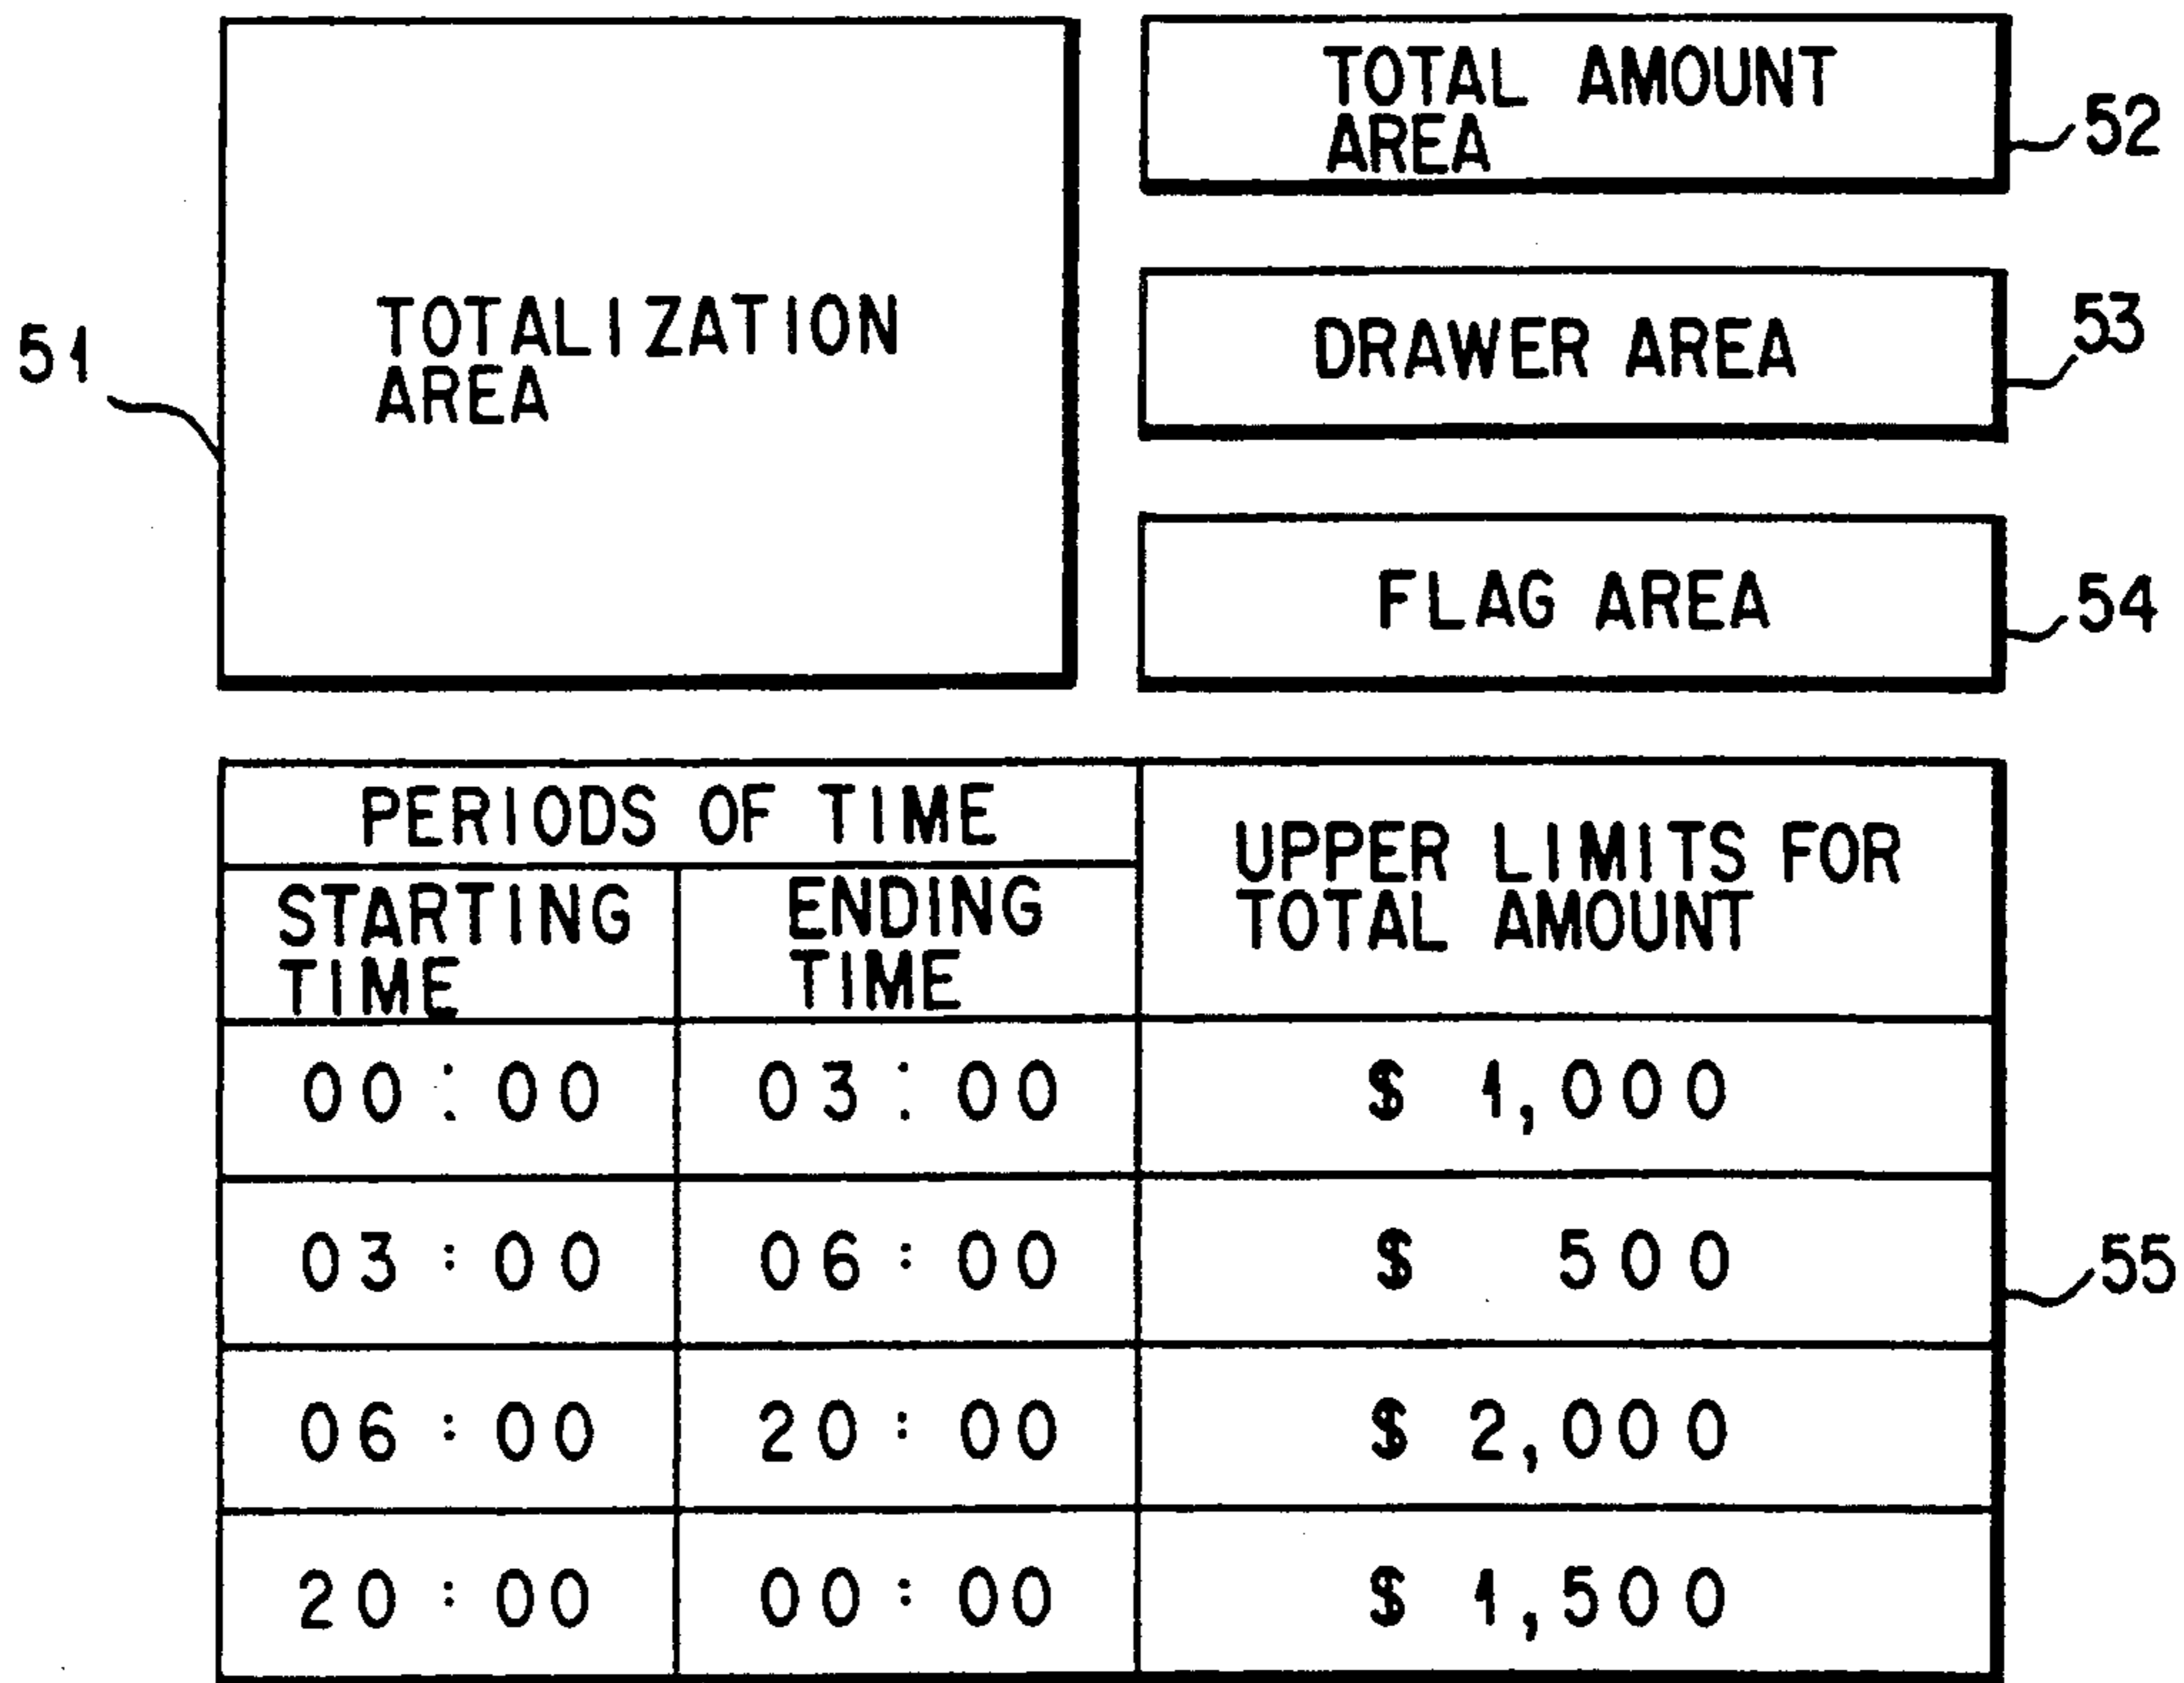 TOTAL AMOUNT
AREA
52
51
TOTALIZATION
AREA
DRAWER AREA
53
FLAG AREA
54
PERIODS OF TIME
UPPER LIMITS FOR
TOTAL AMOUNT
STARTING
TIME
ENDING
TIME
00:00 03:00 $ 1,000
03:00 06:00 $ 500
55
06:00 20:00 $ 2,000
20:00 00:00 $ 1,500